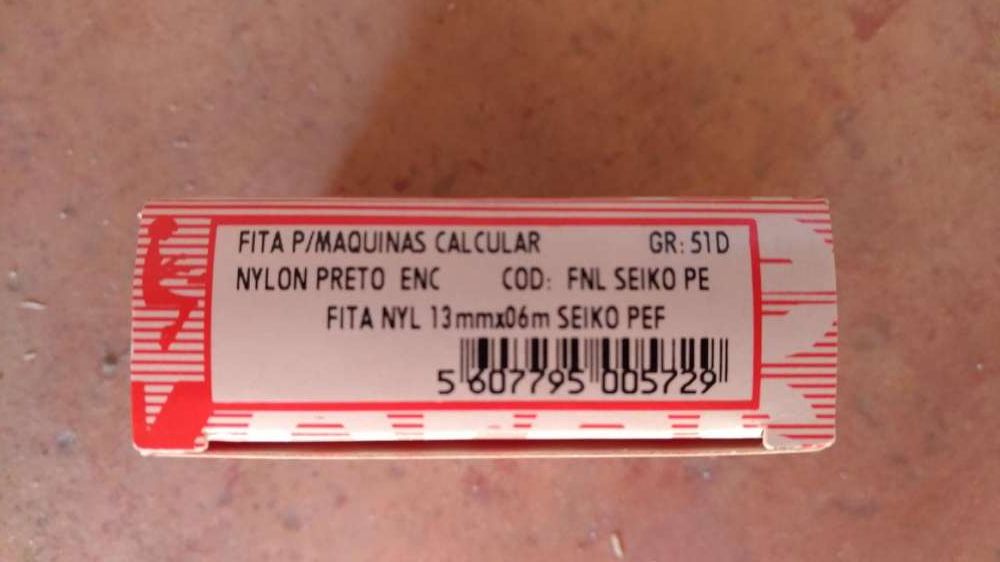 FITA P/MAQUINAS CALCULAR GR: 51D
NYLON PRETO ENC COD: FNL SEIKO PE
FITA NYL 13mmx06m SEIKO PEF
5 607795 005729